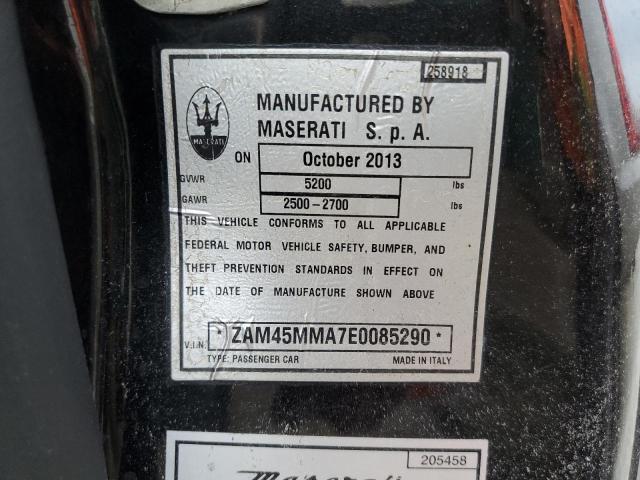 258918
MANUFACTURED BY
MASERATI S. p A.
MASERATI
ON October 2013
GVWR 5200 lbs
GAWR 2500-2700 lbs
THIS VEHICLE CONFORMS TO ALL APPLICABLE
FEDERAL MOTOR VEHICLE SAFETY, BUMPER, AND
THEFT PREVENTION STANDARDS IN EFFECT ON
THE DATE OF MANUFACTURE SHOWN ABOVE
V.I.N. * ZAM45MMA7E0085290 *
TYPE: PASSENGER CAR MADE IN ITALY
205458
Maserati